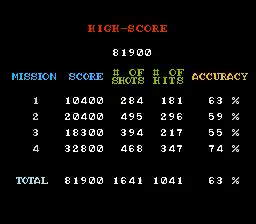 HIGH-SCORE
81900
MISSION SCORE # OF SHOTS # OF HITS ACCURACY
1 10400 284 181 63 %
2 20400 495 296 59 %
3 18300 394 217 55 %
4 32800 468 347 74 %
TOTAL 81900 1641 1041 63 %